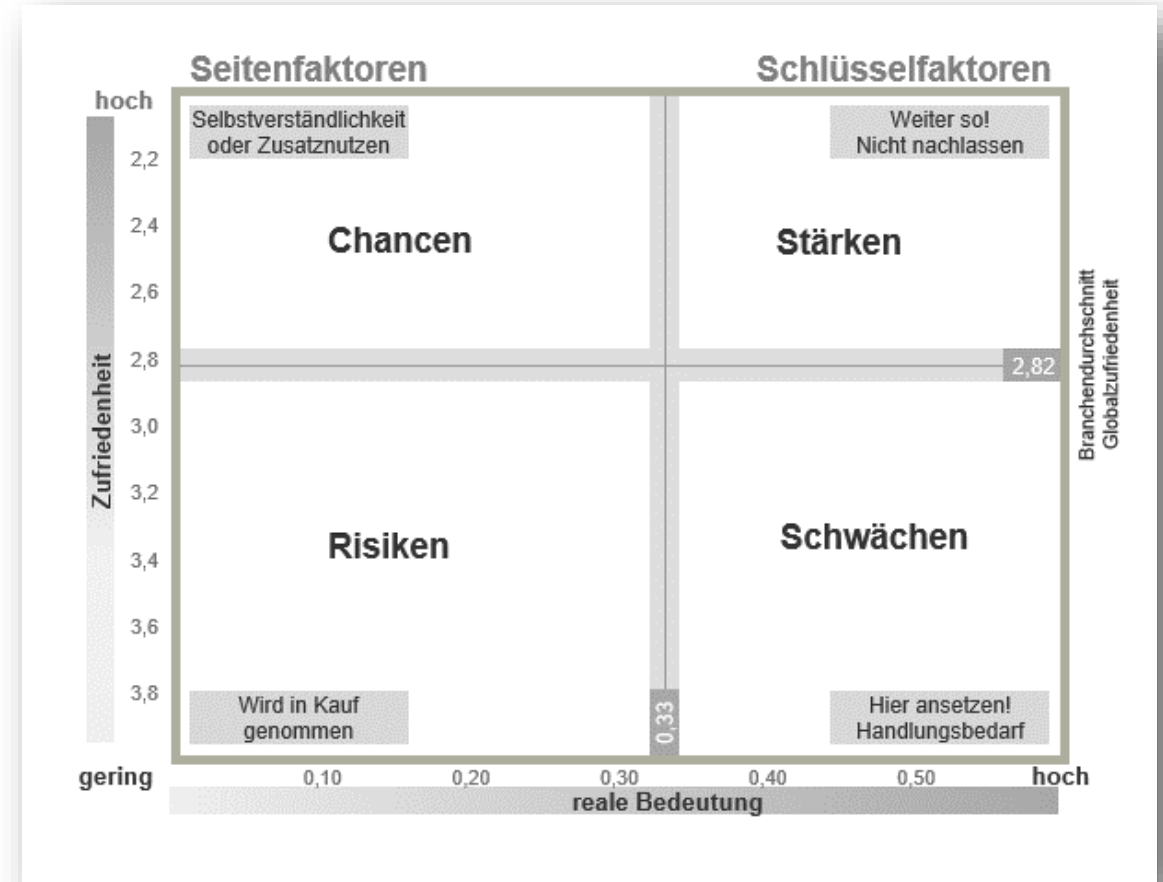 Seitenfaktoren
Schlüsselfaktoren
hoch
Selbstverständlichkeit
oder Zusatznutzen
Weiter so!
Nicht nachlassen
2,2
2,4
2,6
2,8
3,0
3,2
3,4
3,6
3,8
Zufriedenheit
Chancen
Stärken
2,82
Branchendurchschnitt
Globalzufriedenheit
Risiken
Schwächen
Wird in Kauf
genommen
0,33
Hier ansetzen!
Handlungsbedarf
gering
0,10
0,20
0,30
0,40
0,50
hoch
reale Bedeutung